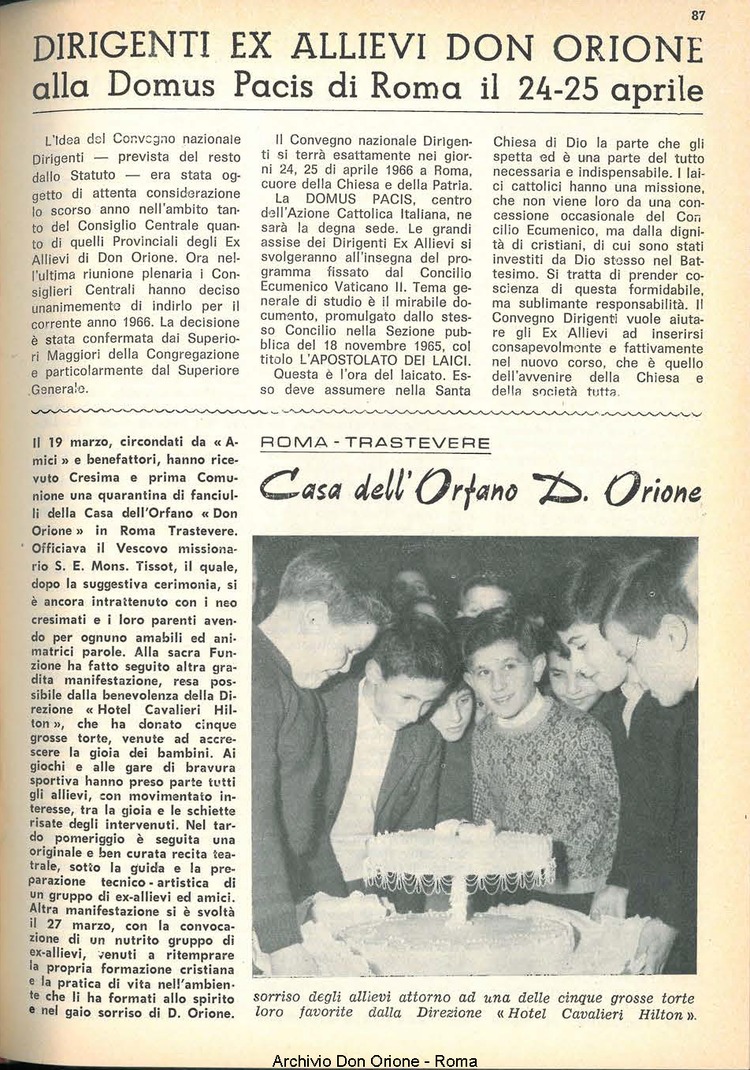 87
DIRIGENTI EX ALLIEVI DON ORIONE
alla Domus Pacis di Roma il 24-25 aprile
L'Idea del Convegno nazionale
Dirigenti — prevista del resto
dallo Statuto — era stata og-
getto di attenta considerazione
lo scorso anno nell'ambito tan-
to del Consiglio Centrale quan-
to di quelli Provinciali degli Ex
Allievi di Don Orione. Ora nel-
l'ultima riunione plenaria i Con-
siglieri Centrali hanno deciso
unanimemente di indirlo per il
corrente anno 1966. La decisione
è stata confermata dai Superio-
ri Maggiori della Congregazione
e particolarmente dal Superiore
Generale.
Il Convegno nazionale Dirigen-
ti si terrà esattamente nei gior-
ni 24, 25 di aprile 1966 a Roma,
cuore della Chiesa e della Patria.
La DOMUS PACIS, centro
dell'Azione Cattolica Italiana, ne
sarà la degna sede. Le grandi
assise dei Dirigenti Ex Allievi si
svolgeranno all'insegna del pro-
gramma fissato dal Concilio
Ecumenico Vaticano II. Tema ge-
nerale di studio è il mirabile do-
cumento, promulgato dallo stes-
so Concilio nella Sezione pub-
blica del 18 novembre 1965, col
titolo L'APOSTOLATO DEI LAICI.
Questa è l'ora del laicato. Es-
so deve assumere nella Santa
Chiesa di Dio la parte che gli
spetta ed è una parte del tutto
necessaria e indispensabile. I lai-
ci cattolici hanno una missione,
che non viene loro da una con-
cessione occasionale del Con
cilio Ecumenico, ma dalla digni-
tà di cristiani, di cui sono stati
investiti da Dio stesso nel Bat-
tesimo. Si tratta di prender co-
scienza di questa formidabile,
ma sublimante responsabilità. Il
Convegno Dirigenti vuole aiuta-
re gli Ex Allievi ad inserirsi
consapevolmente e fattivamente
nel nuovo corso, che è quello
dell'avvenire della Chiesa e
della società tutta.
Il 19 marzo, circondati da « A-
mici » e benefattori, hanno rice-
vuto Cresima e prima Comu-
nione una quarantina di fanciul-
li della Casa dell'Orfano « Don
Orione » in Roma Trastevere.
Officiava il Vescovo missiona-
rio S. E. Mons. Tissot, il quale,
dopo la suggestiva cerimonia, si
è ancora intrattenuto con i neo
cresimati e i loro parenti aven-
do per ognuno amabili ed ani-
matrici parole. Alla sacra Fun-
zione ha fatto seguito altra gra-
dita manifestazione, resa pos-
sibile dalla benevolenza della Di-
rezione « Hotel Cavalieri Hil-
ton », che ha donato cinque
grosse torte, venute ad accre-
scere la gioia dei bambini. Ai
giochi e alle gare di bravura
sportiva hanno preso parte tutti
gli allievi, con movimentato in-
teresse, tra la gioia e le schiette
risate degli intervenuti. Nel tar-
do pomeriggio è seguita una
originale e ben curata recita tea-
trale, sotto la guida e la pre-
parazione tecnico - artistica di
un gruppo di ex-allievi ed amici.
Altra manifestazione si è svoltà
il 27 marzo, con la convoca-
zione di un nutrito gruppo di
ex-allievi, venuti a ritemprare
la propria formazione cristiana
e la pratica di vita nell'ambien-
te che li ha formati allo spirito
e nel gaio sorriso di D. Orione.
ROMA - TRASTEVERE
Casa dell'Orfano D. Orione
sorriso degli allievi attorno ad una delle cinque grosse torte
loro favorite dalla Direzione « Hotel Cavalieri Hilton ».
Archivio Don Orione - Roma